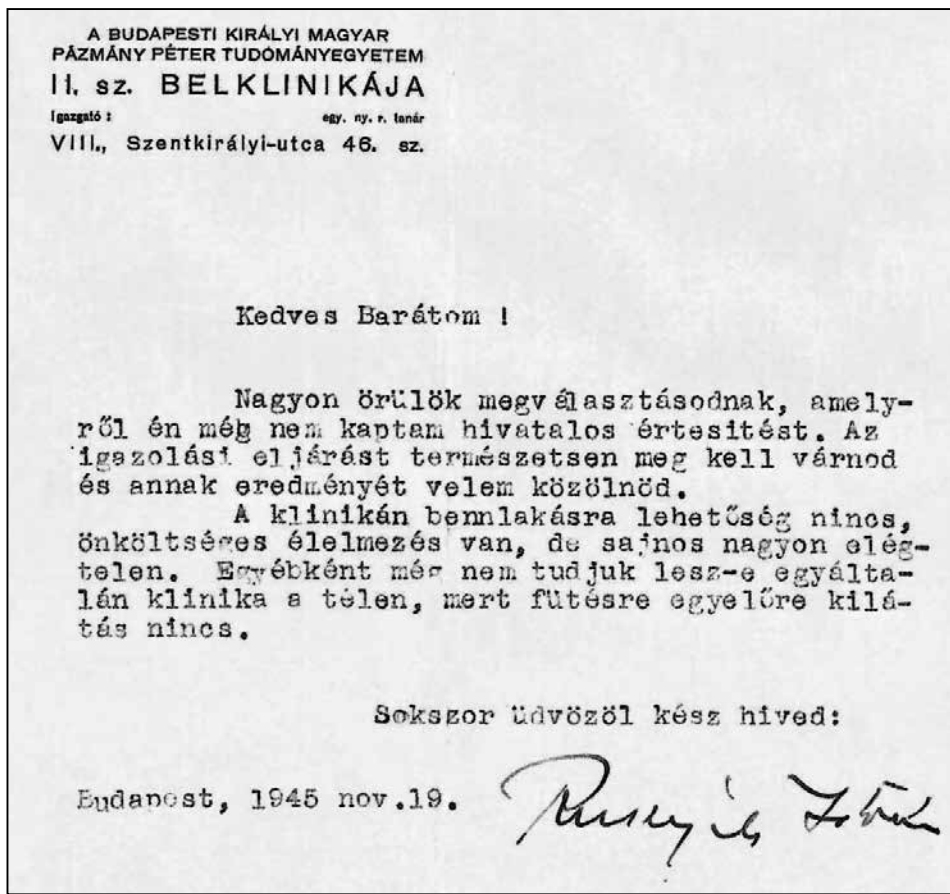 A BUDAPESTI KIRÁLYI MAGYAR
PÁZMÁNY PÉTER TUDOMÁNYEGYETEM
II. sz. BELKLINIKÁJA
Igazgató: egy. ny. r. tanár
VIII., Szentkirályi-utca 46. sz.
Kedves Barátom !
Nagyon örülök megválasztásodnak, amely-
ről én még nem kaptam hivatalos értesitést. Az
igazolási eljárást természetsen meg kell várnod
és annak eredményét velem közölnöd.
A klinikán bennlakásra lehetőség nincs,
önköltséges élelmezés van, de sajnos nagyon elég-
telen. Egyébként még nem tudjuk lesz-e egyálta-
lán klinika a télen, mert fütésre egyelőre kilá-
tás nincs.
Sokszor üdvözöl kész hived:
Budapest, 1945 nov.19.
Rusznyák István